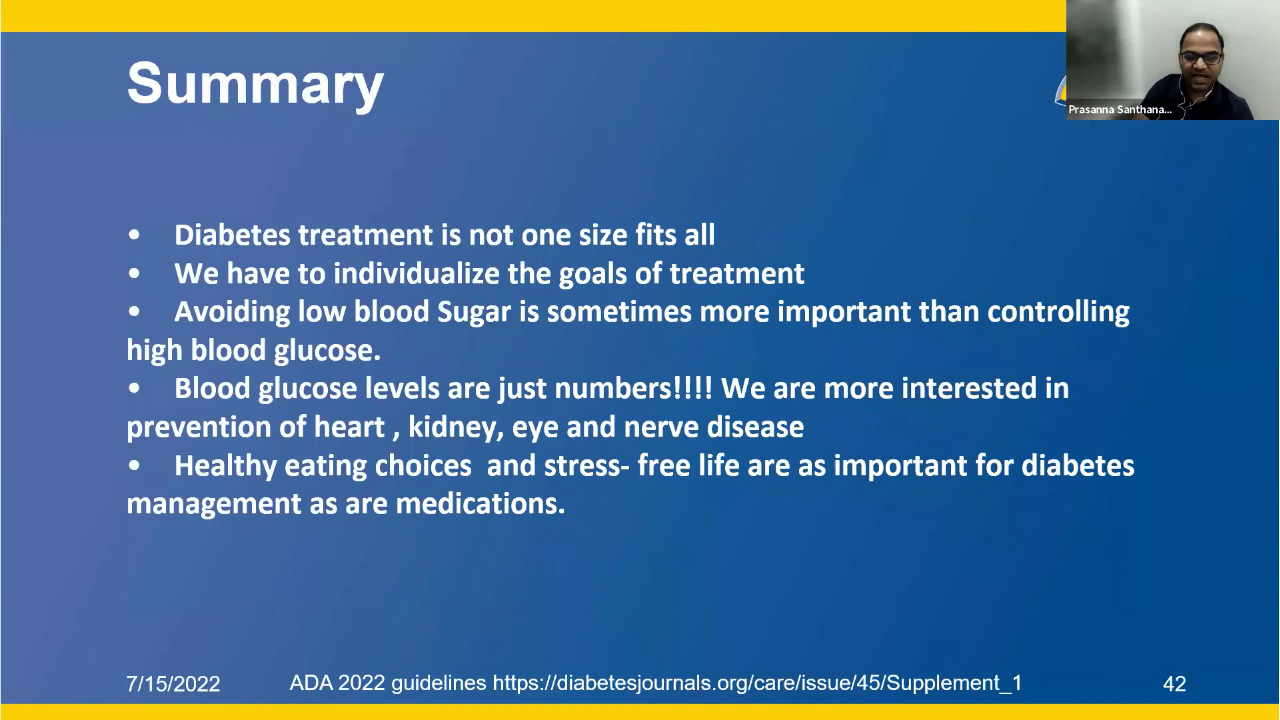 Summary
Prasanna Santhana...
• Diabetes treatment is not one size fits all
• We have to individualize the goals of treatment
• Avoiding low blood Sugar is sometimes more important than controlling
high blood glucose.
• Blood glucose levels are just numbers!!!! We are more interested in
prevention of heart , kidney, eye and nerve disease
• Healthy eating choices  and stress- free life are as important for diabetes
management as are medications.
7/15/2022 ADA 2022 guidelines https://diabetesjournals.org/care/issue/45/Supplement_1 42